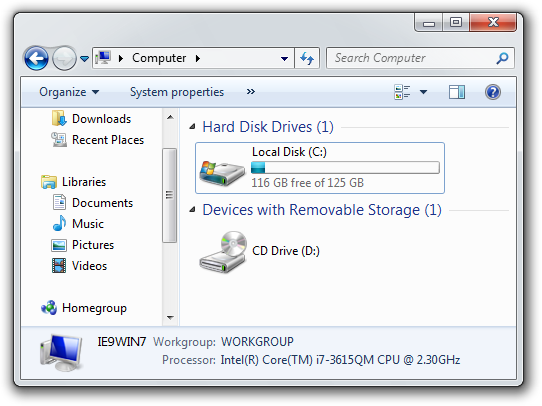 Computer
Search Computer
Organize
System properties
»
Downloads
Recent Places
Libraries
Documents
Music
Pictures
Videos
Homegroup
Hard Disk Drives (1)
Local Disk (C:)
116 GB free of 125 GB
Devices with Removable Storage (1)
CD Drive (D:)
IE9WIN7 Workgroup: WORKGROUP
Processor: Intel(R) Core(TM) i7-3615QM CPU @ 2.30GHz